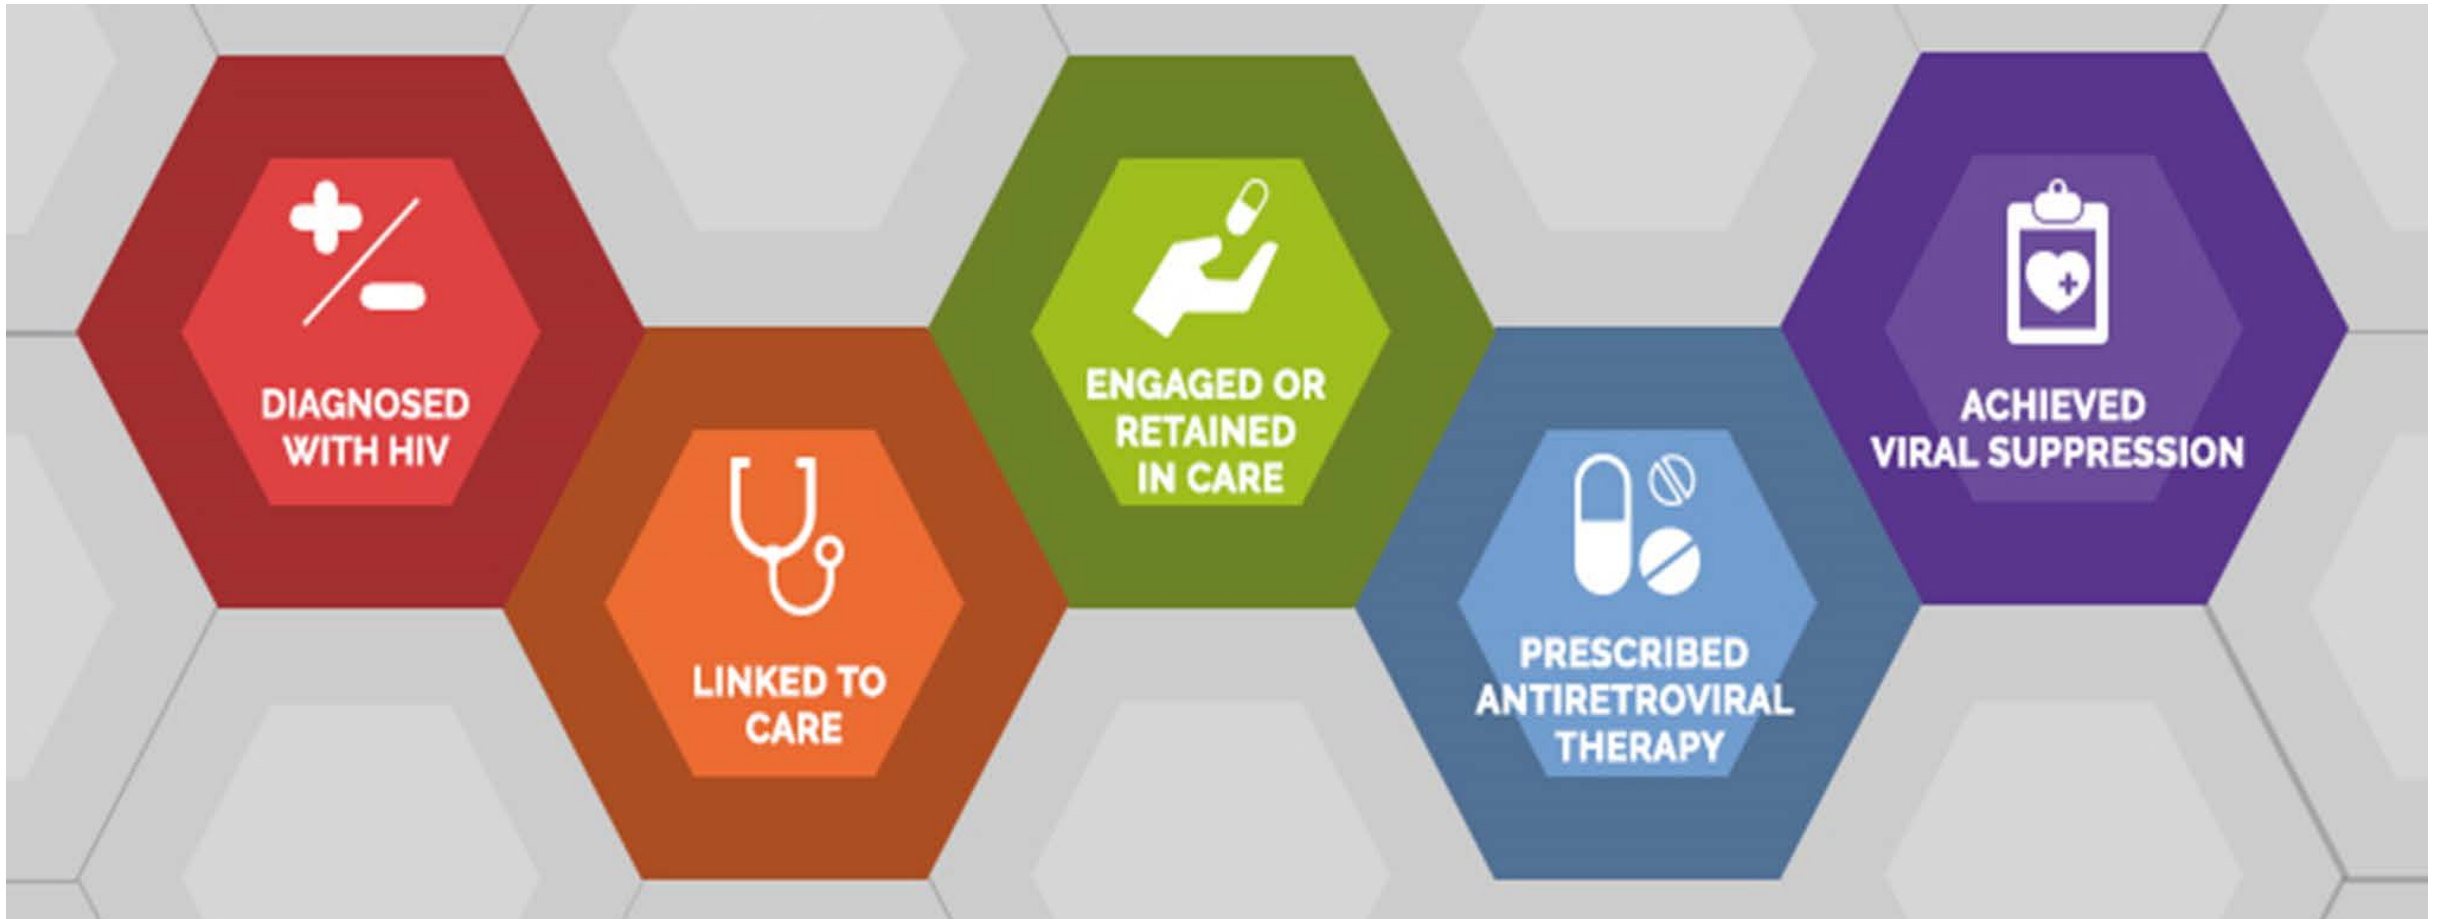 DIAGNOSED
WITH HIV
LINKED TO
CARE
ENGAGED OR
RETAINED
IN CARE
PRESCRIBED
ANTIRETROVIRAL
THERAPY
ACHIEVED
VIRAL SUPPRESSION